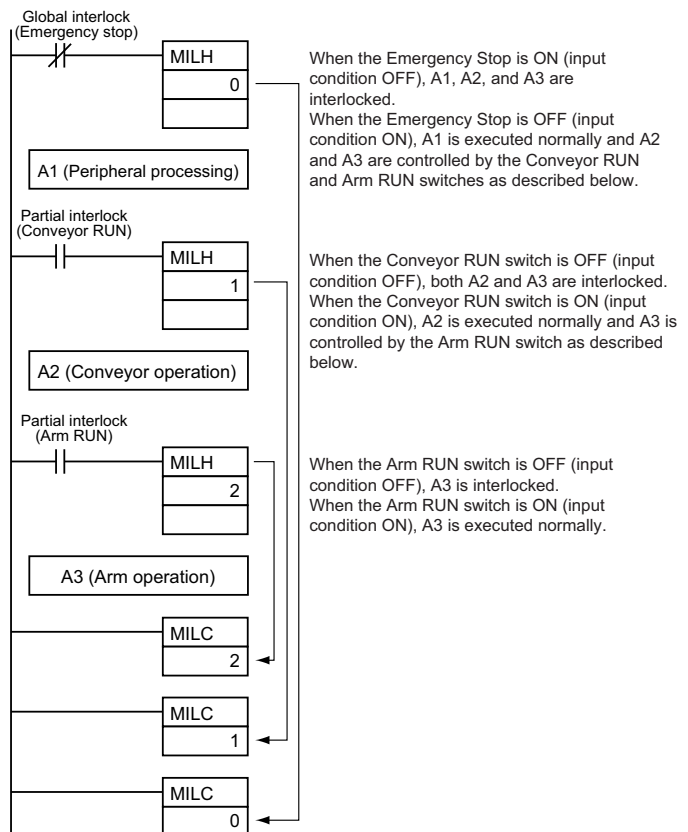 Global interlock
(Emergency stop)
MILH
0
When the Emergency Stop is ON (input
condition OFF), A1, A2, and A3 are
interlocked.
When the Emergency Stop is OFF (input
condition ON), A1 is executed normally and A2
and A3 are controlled by the Conveyor RUN
and Arm RUN switches as described below.
A1 (Peripheral processing)
Partial interlock
(Conveyor RUN)
MILH
1
When the Conveyor RUN switch is OFF (input
condition OFF), both A2 and A3 are interlocked.
When the Conveyor RUN switch is ON (input
condition ON), A2 is executed normally and A3 is
controlled by the Arm RUN switch as described
below.
A2 (Conveyor operation)
Partial interlock
(Arm RUN)
MILH
2
When the Arm RUN switch is OFF (input
condition OFF), A3 is interlocked.
When the Arm RUN switch is ON (input
condition ON), A3 is executed normally.
A3 (Arm operation)
MILC
2
MILC
1
MILC
0